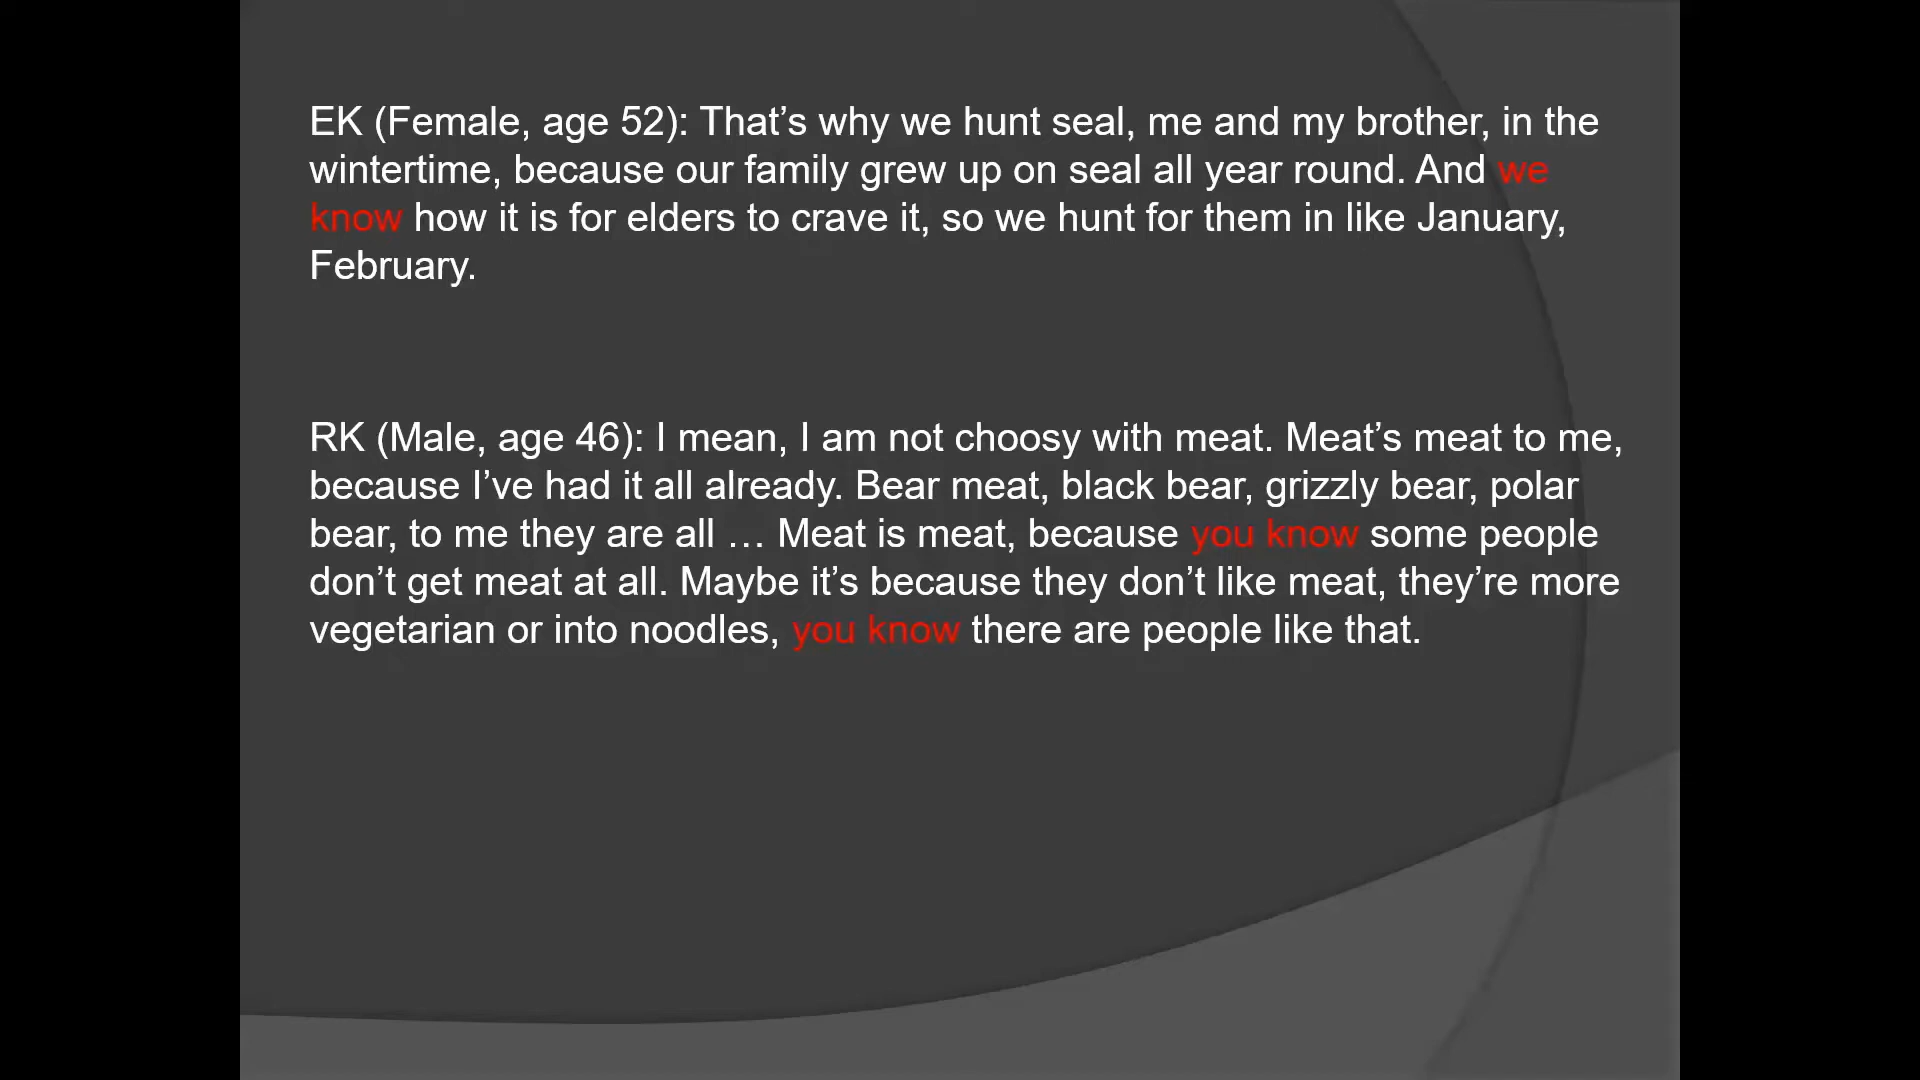 EK (Female, age 52): That’s why we hunt seal, me and my brother, in the
wintertime, because our family grew up on seal all year round. And we
know how it is for elders to crave it, so we hunt for them in like January,
February.
RK (Male, age 46): I mean, I am not choosy with meat. Meat’s meat to me,
because I’ve had it all already. Bear meat, black bear, grizzly bear, polar
bear, to me they are all … Meat is meat, because you know some people
don’t get meat at all. Maybe it’s because they don’t like meat, they’re more
vegetarian or into noodles, you know there are people like that.